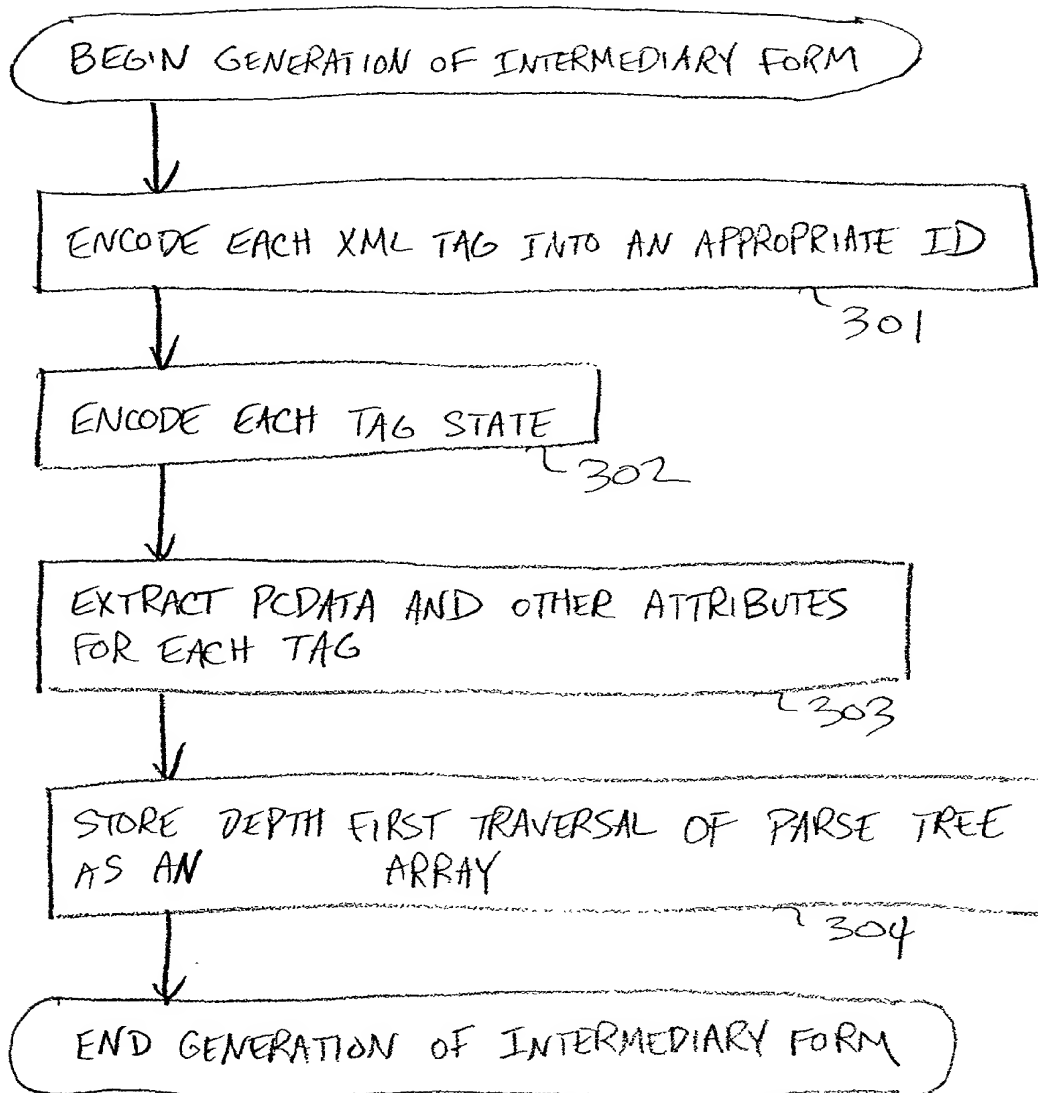 BEGIN GENERATION OF INTERMEDIARY FORM
ENCODE EACH XML TAG INTO AN APPROPRIATE ID
301
ENCODE EACH TAG STATE
302
EXTRACT PCDATA AND OTHER ATTRIBUTES
FOR EACH TAG
303
STORE DEPTH FIRST TRAVERSAL OF PARSE TREE
AS AN ARRAY
304
END GENERATION OF INTERMEDIARY FORM